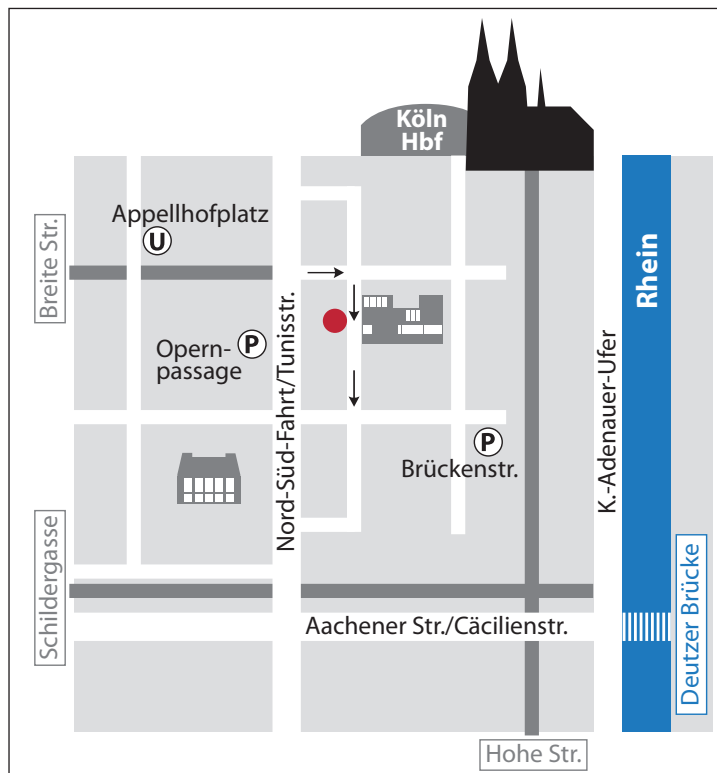 Köln
Hbf
Appellhofplatz
U
Breite Str.
Rhein
Opern-
passage
P
Nord-Süd-Fahrt/Tunisstr.
K.-Adenauer-Ufer
P
Brückenstr.
Schildergasse
Aachener Str./Cäcilienstr.
Deutzer Brücke
Hohe Str.